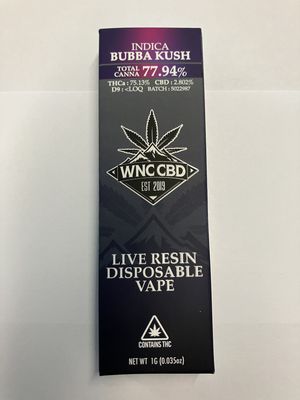 INDICA
BUBBA KUSH
TOTAL CANNA 77.94%
THCa : 75.13% CBD : 2.802%
D9 : <LOQ BATCH : 5022987
WNC CBD
EST 2019
LIVE RESIN
DISPOSABLE
VAPE
CONTAINS THC
NET WT 1G (0.035oz)